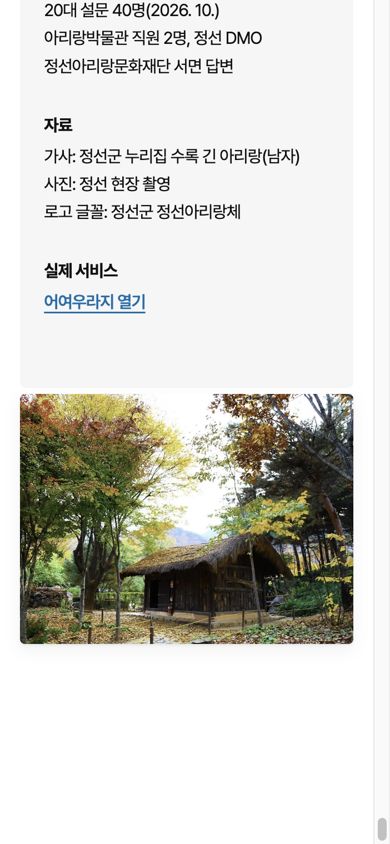 20대 설문 40명(2026. 10.)
아리랑박물관 직원 2명, 정선 DMO
정선아리랑문화재단 서면 답변
자료
가사: 정선군 누리집 수록 긴 아리랑(남자)
사진: 정선 현장 촬영
로고 글꼴: 정선군 정선아리랑체
실제 서비스
어여우라지 열기